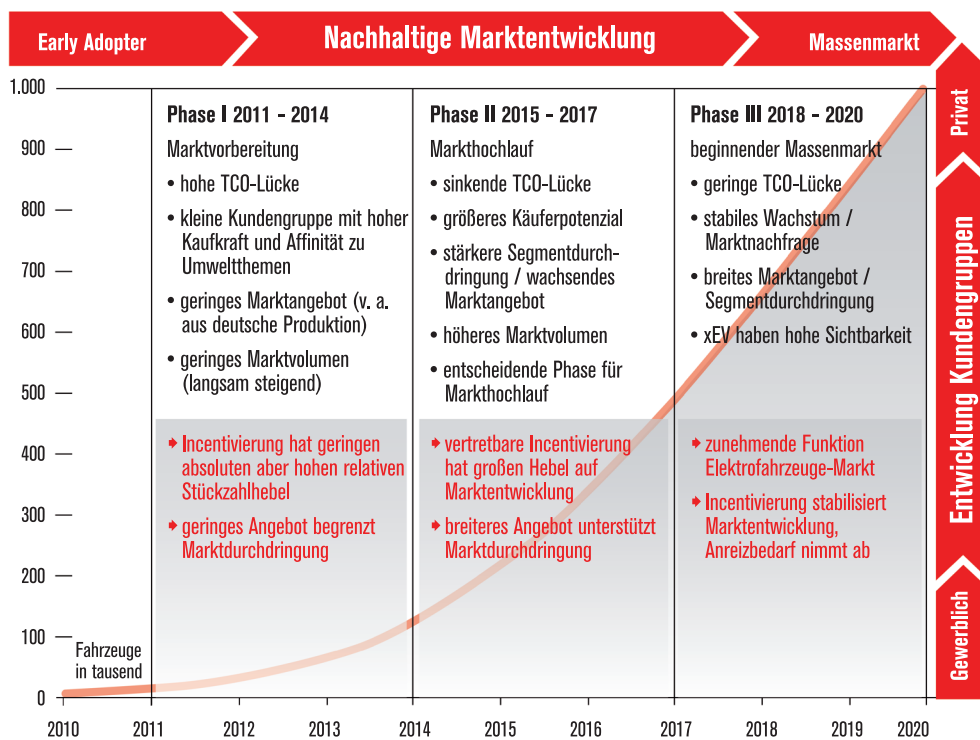 Early Adopter
Nachhaltige Marktentwicklung
Massenmarkt
Phase I 2011 - 2014
Marktvorbereitung
• hohe TCO-Lücke
• kleine Kundengruppe mit hoher
Kaufkraft und Affinität zu
Umweltthemen
• geringes Marktangebot (v. a.
aus deutsche Produktion)
• geringes Marktvolumen
(langsam steigend)
➧ Incentivierung hat geringen
absoluten aber hohen relativen
Stückzahlhebel
➧ geringes Angebot begrenzt
Marktdurchdringung
Phase II 2015 - 2017
Markthochlauf
• sinkende TCO-Lücke
• größeres Käuferpotenzial
• stärkere Segmentdurch-
dringung / wachsendes
Marktangebot
• höheres Marktvolumen
• entscheidende Phase für
Markthochlauf
➧ vertretbare Incentivierung
hat großen Hebel auf
Marktentwicklung
➧ breiteres Angebot unterstützt
Marktdurchdringung
Phase III 2018 - 2020
beginnender Massenmarkt
• geringe TCO-Lücke
• stabiles Wachstum /
Marktnachfrage
• breites Marktangebot /
Segmentdurchdringung
• xEV haben hohe Sichtbarkeit
➧ zunehmende Funktion
Elektrofahrzeuge-Markt
➧ Incentivierung stabilisiert
Marktentwicklung,
Anreizbedarf nimmt ab
Privat
Entwicklung Kundengruppen
Gewerblich
1.000
900
800
700
600
500
400
300
200
100
0
Fahrzeuge
in tausend
2010
2011
2012
2013
2014
2015
2016
2017
2018
2019
2020